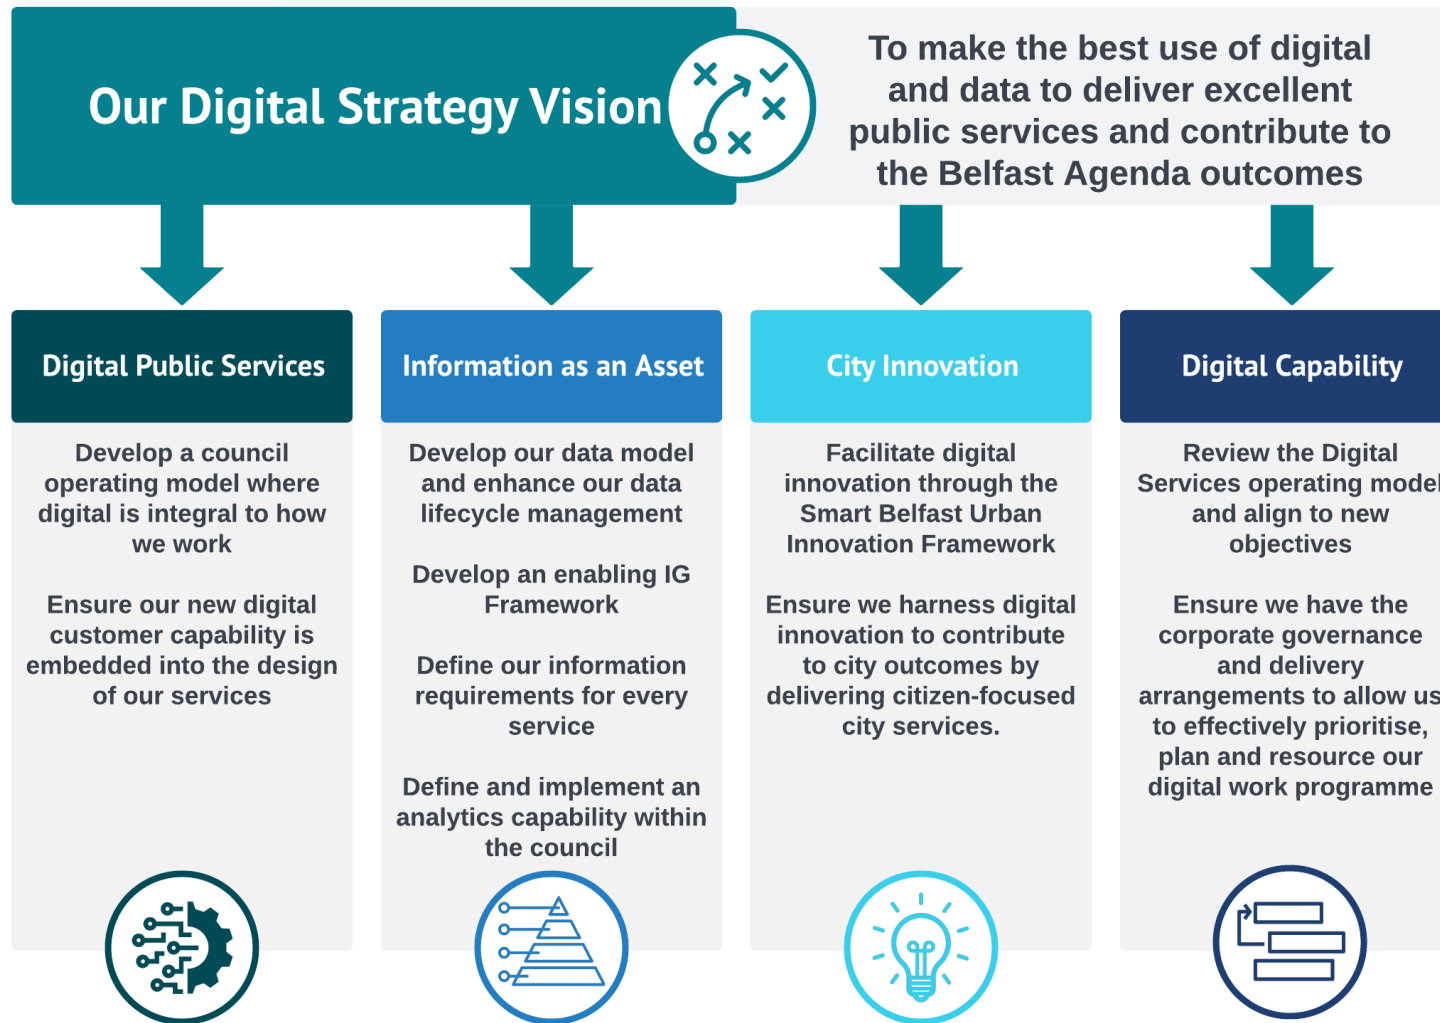 Our Digital Strategy Vision
To make the best use of digital
and data to deliver excellent
public services and contribute to
the Belfast Agenda outcomes
Digital Public Services
Develop a council
operating model where
digital is integral to how
we work
Ensure our new digital
customer capability is
embedded into the design
of our services
Information as an Asset
Develop our data model
and enhance our data
lifecycle management
Develop an enabling IG
Framework
Define our information
requirements for every
service
Define and implement an
analytics capability within
the council
City Innovation
Facilitate digital
innovation through the
Smart Belfast Urban
Innovation Framework
Ensure we harness digital
innovation to contribute
to city outcomes by
delivering citizen-focused
city services.
Digital Capability
Review the Digital
Services operating model
and align to new
objectives
Ensure we have the
corporate governance
and delivery
arrangements to allow us
to effectively prioritise,
plan and resource our
digital work programme